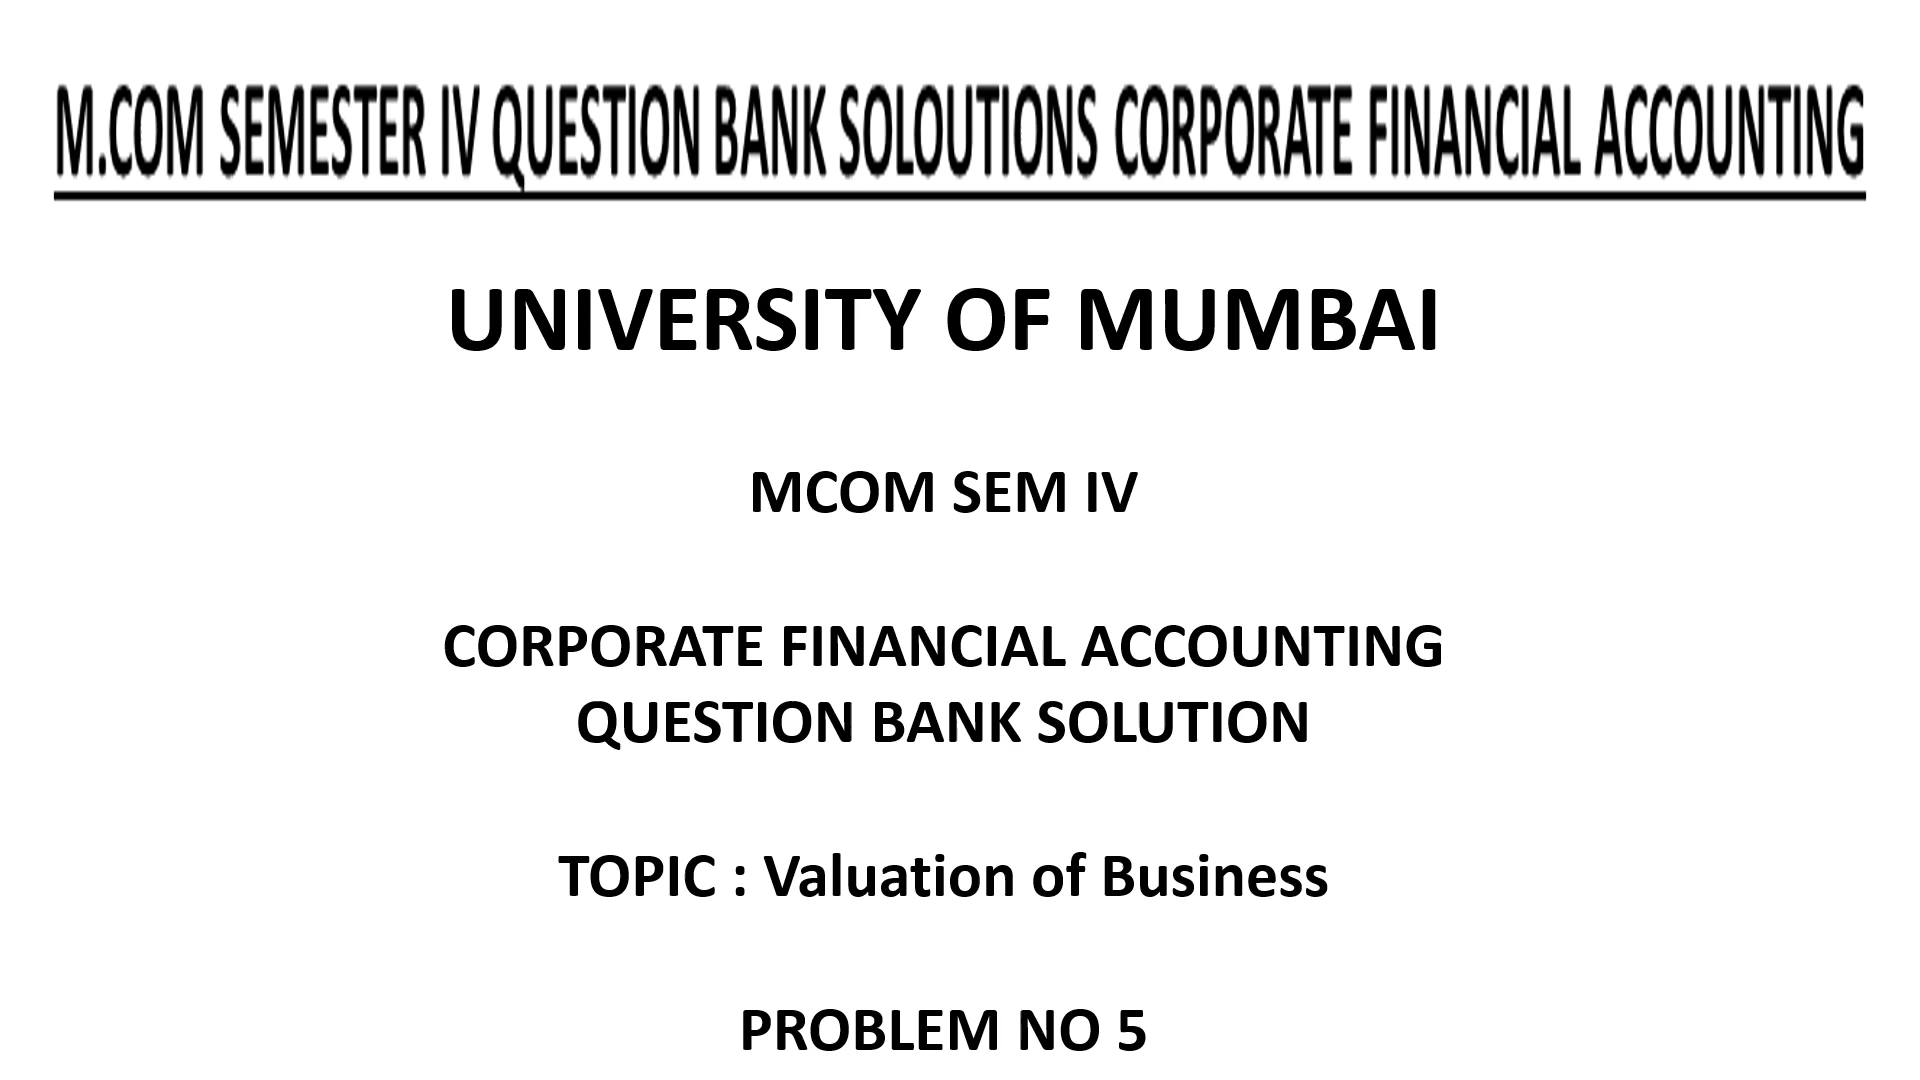 M.COM SEMESTER IV QUESTION BANK SOLOUTIONS CORPORATE FINANCIAL ACCOUNTING
UNIVERSITY OF MUMBAI
MCOM SEM IV
CORPORATE FINANCIAL ACCOUNTING
QUESTION BANK SOLUTION
TOPIC : Valuation of Business
PROBLEM NO 5